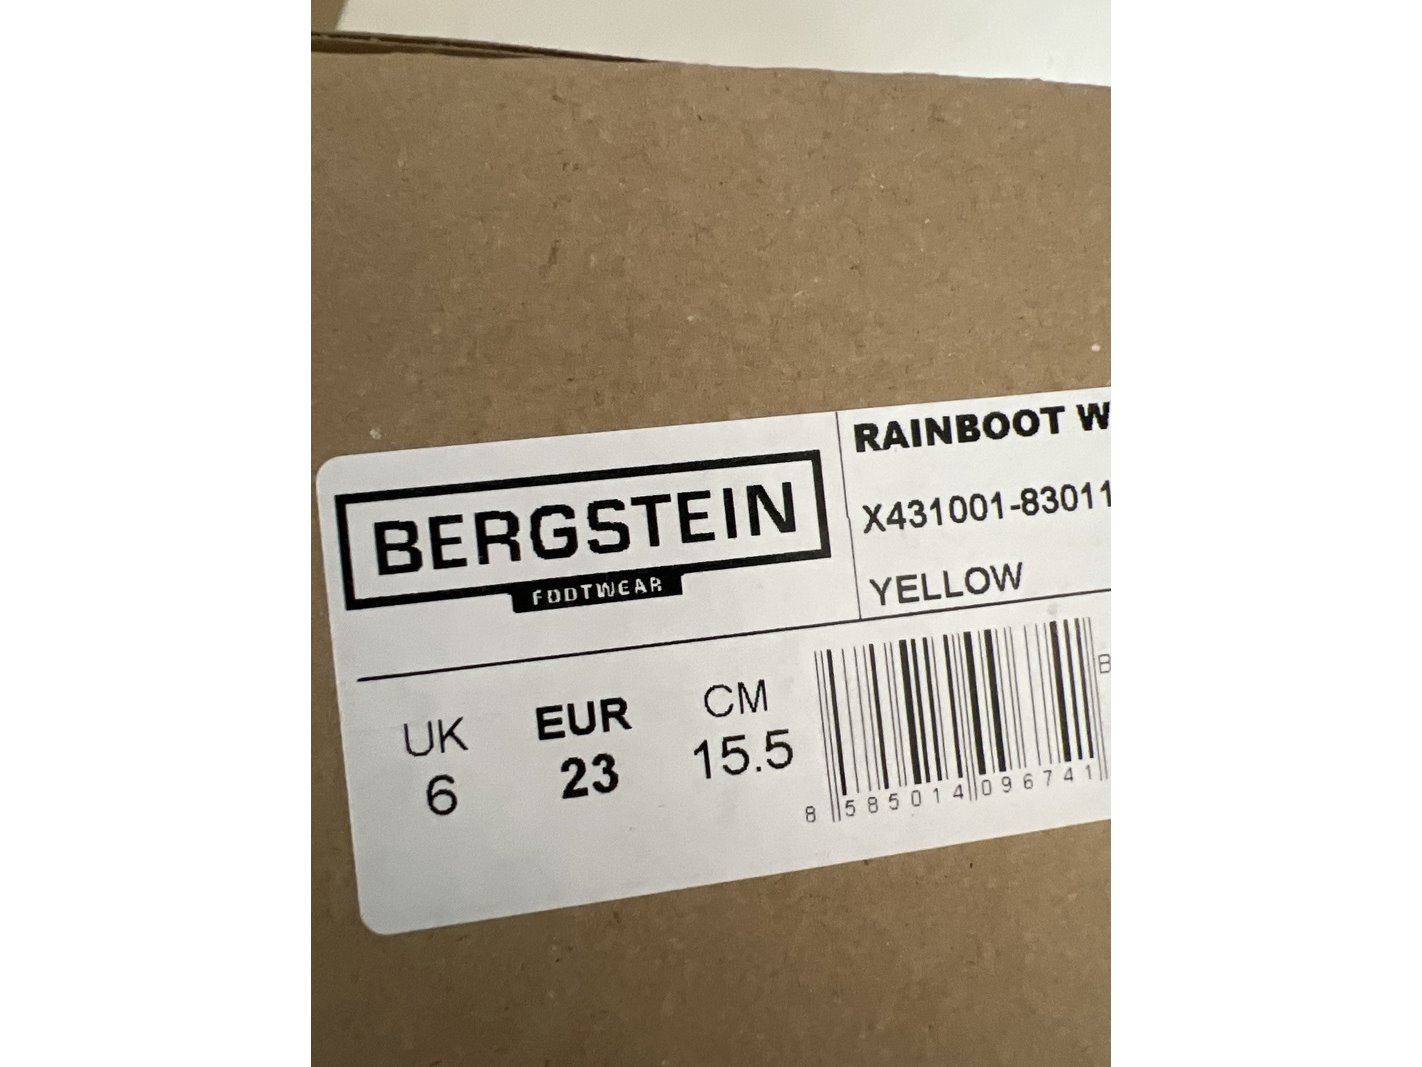 BERGSTEIN
FOOTWEAR
RAINBOOT W
X431001-83011
YELLOW
UK EUR CM
6 23 15.5
8 585014 096741
B